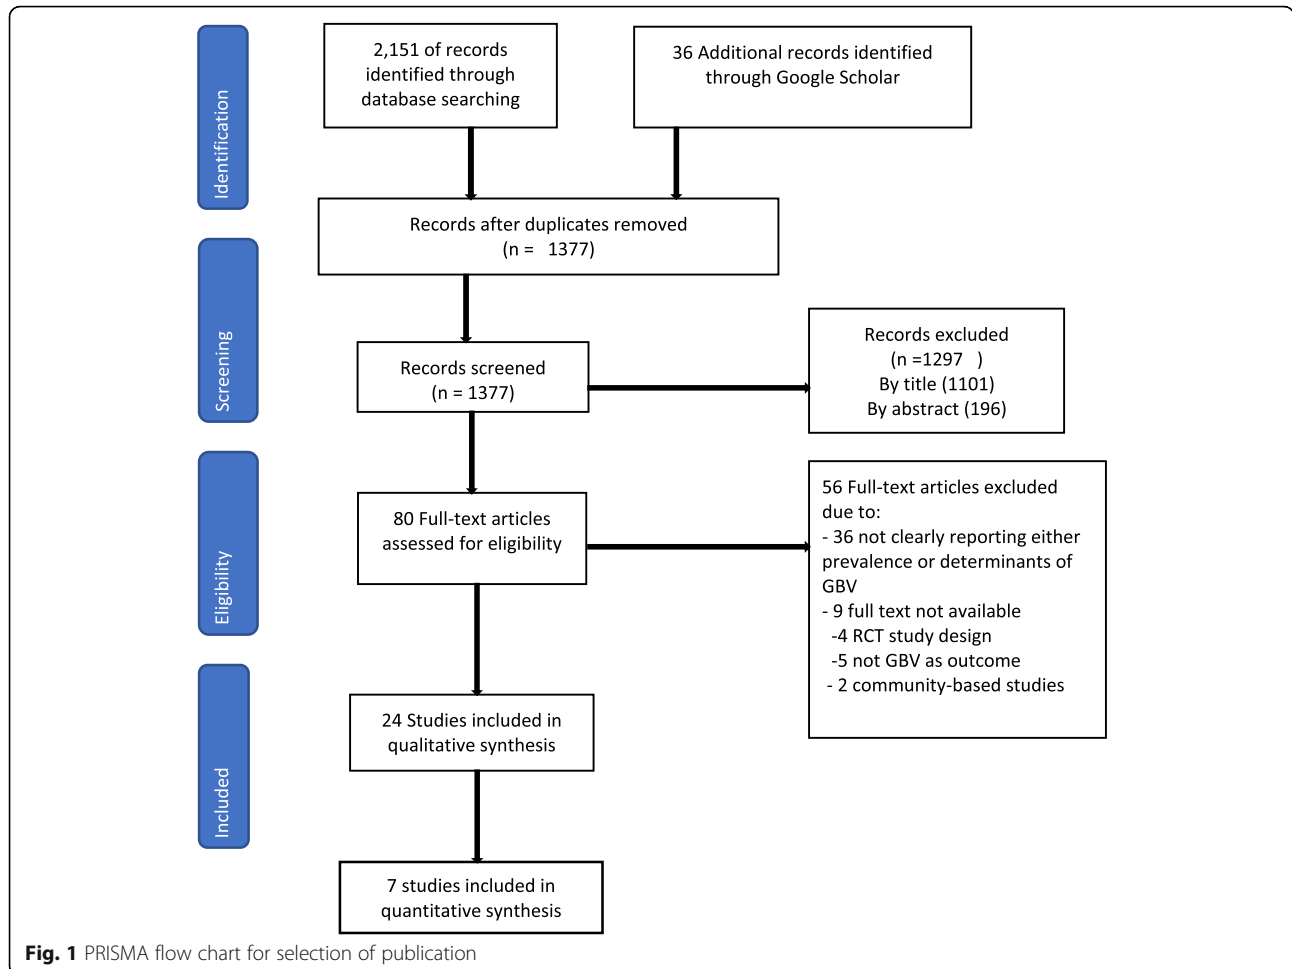 Identification
2,151 of records
identified through
database searching
36 Additional records identified
through Google Scholar
Records after duplicates removed
(n = 1377)
Screening
Records screened
(n = 1377)
Records excluded
(n =1297 )
By title (1101)
By abstract (196)
Eligibility
80 Full-text articles
assessed for eligibility
56 Full-text articles excluded
due to:
- 36 not clearly reporting either
prevalence or determinants of
GBV
- 9 full text not available
-4 RCT study design
-5 not GBV as outcome
- 2 community-based studies
Included
24 Studies included in
qualitative synthesis
7 studies included in
quantitative synthesis
Fig. 1 PRISMA flow chart for selection of publication